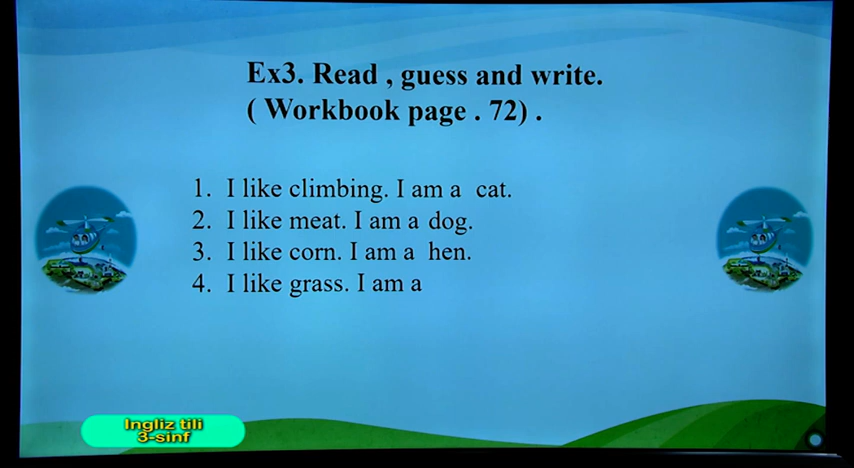 Ex3. Read , guess and write.
( Workbook page . 72) .
1. I like climbing. I am a cat.
2. I like meat. I am a dog.
3. I like corn. I am a hen.
4. I like grass. I am a
Ingliz tili
3-sinf